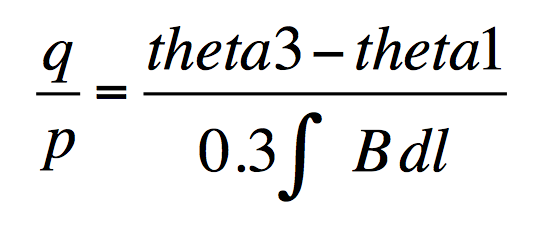 q/p = (theta3 − theta1)/(0.3∫ B dl)